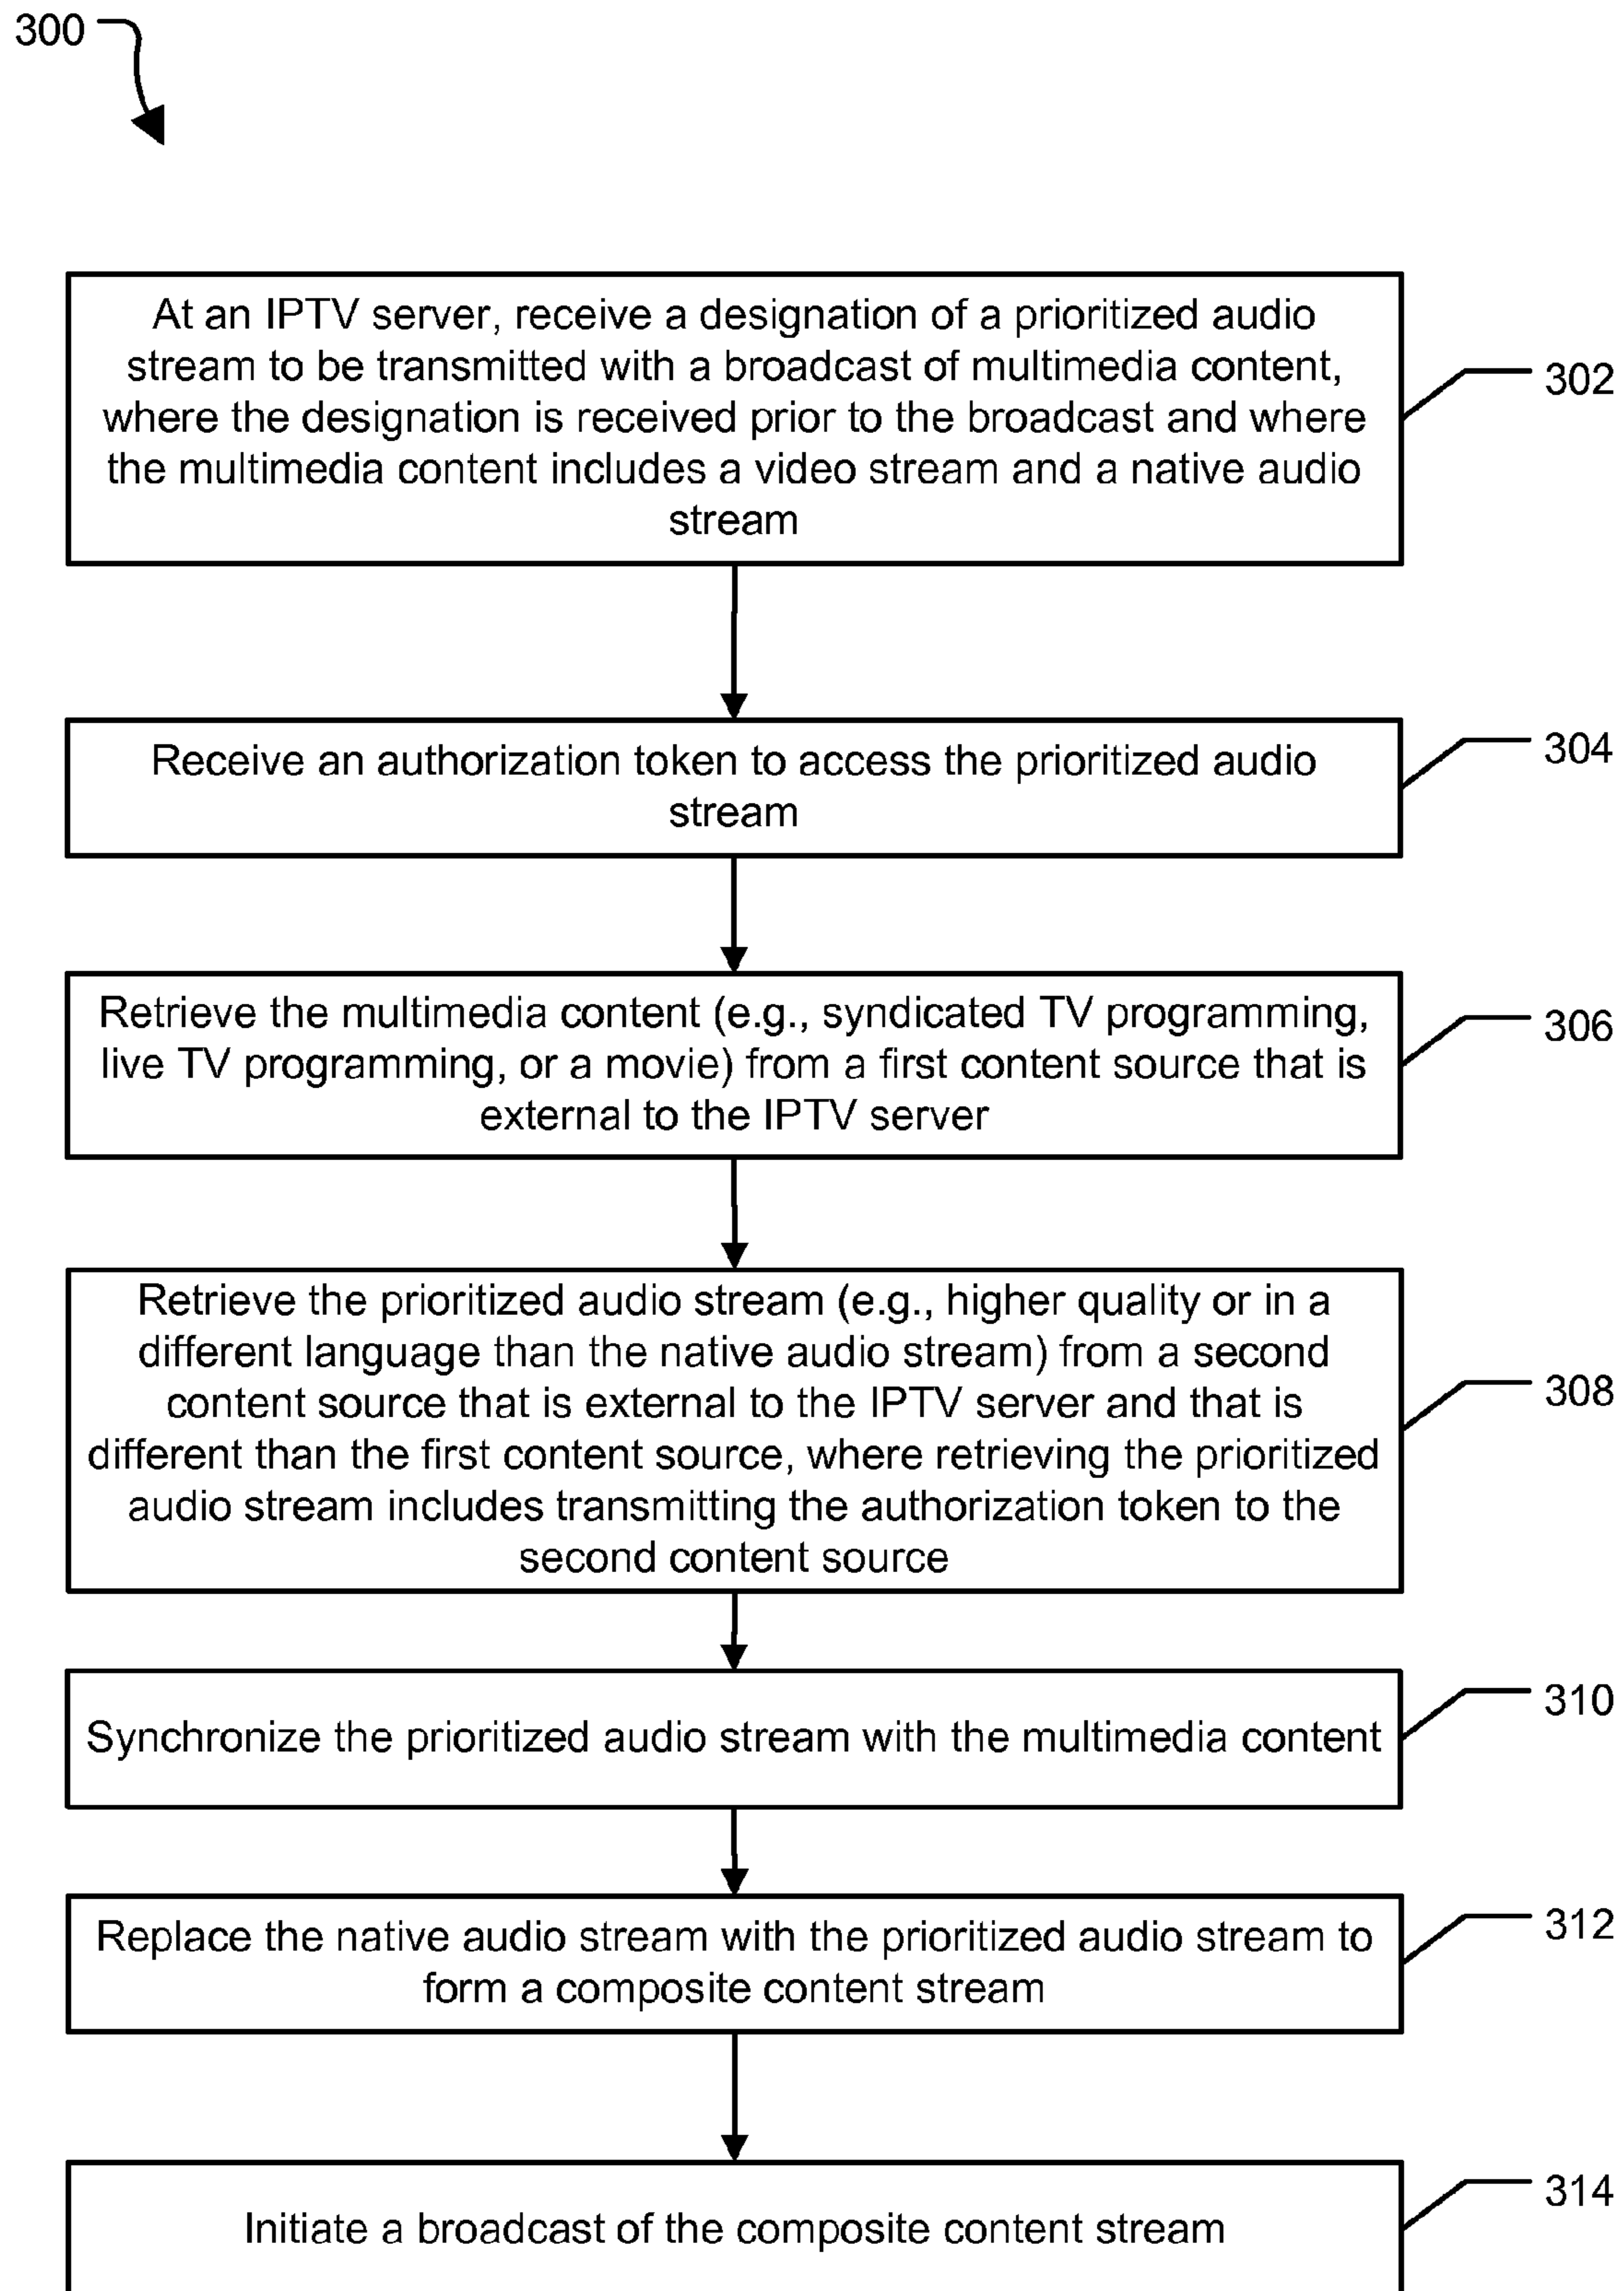 300
At an IPTV server, receive a designation of a prioritized audio
stream to be transmitted with a broadcast of multimedia content,
where the designation is received prior to the broadcast and where
the multimedia content includes a video stream and a native audio
stream
302
Receive an authorization token to access the prioritized audio
stream
304
Retrieve the multimedia content (e.g., syndicated TV programming,
live TV programming, or a movie) from a first content source that is
external to the IPTV server
306
Retrieve the prioritized audio stream (e.g., higher quality or in a
different language than the native audio stream) from a second
content source that is external to the IPTV server and that is
different than the first content source, where retrieving the prioritized
audio stream includes transmitting the authorization token to the
second content source
308
Synchronize the prioritized audio stream with the multimedia content
310
Replace the native audio stream with the prioritized audio stream to
form a composite content stream
312
Initiate a broadcast of the composite content stream
314